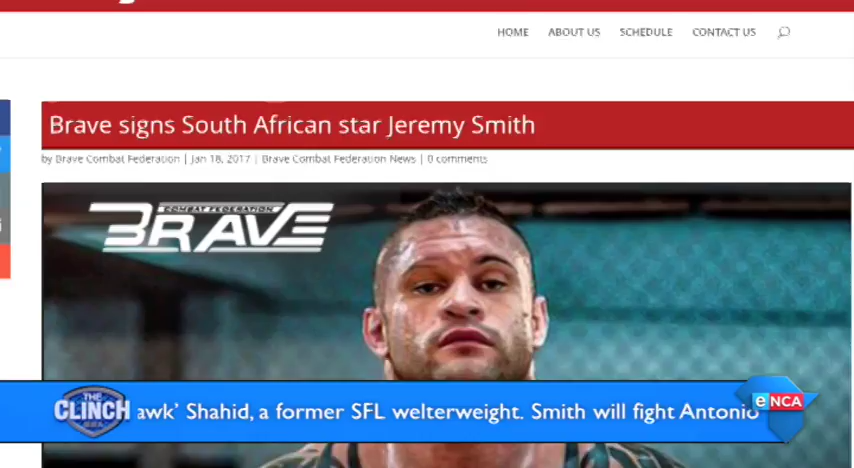 HOME ABOUT US SCHEDULE CONTACT US
Brave signs South African star Jeremy Smith
by Brave Combat Federation | Jan 18, 2017 | Brave Combat Federation News | 0 comments
COMBAT FEDERATION
BRAVE
THE
CLINCH
awk’ Shahid, a former SFL welterweight. Smith will fight Antonio
eNCA